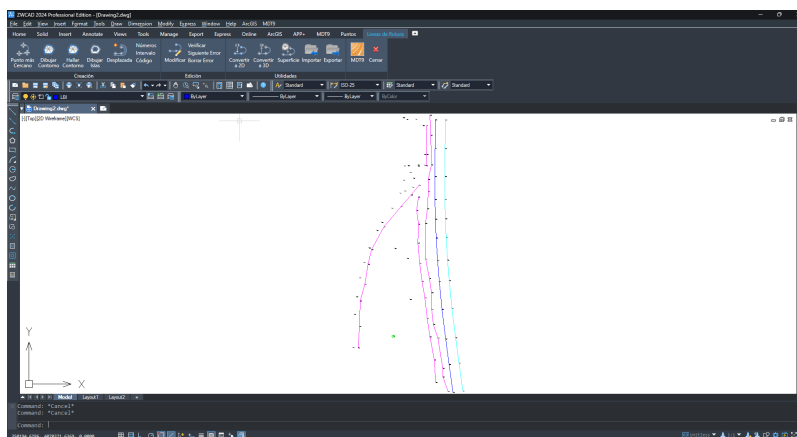 ZWCAD 2024 Professional Edition - [Drawing2.dwg]
File Edit View Insert Format Tools Draw Dimension Modify Express Window Help ArcGIS MDT9
Home Solid Insert Annotate Views Tools Manage Export Express Online ArcGIS APP+ MDT9 Puntos Lineas de Rotura
Punto más Cercano Dibujar Contorno Hallar Contorno Dibujar Islas Desplazada Números Intervalo Código Modificar Verificar Siguiente Error Borrar Error Convertir a 2D Convertir a 3D Superficie Importar Exportar MDT9 Cerrar
Creación Edición Utilidades
Standard ISO-25 Standard Standard
ByLayer ByLayer ByLayer ByColor
Drawing2.dwg*
[-][Top][2D Wireframe][WCS]
Y
X
Model Layout1 Layout2 +
Command: *Cancel*
Command: *Cancel*
Command: